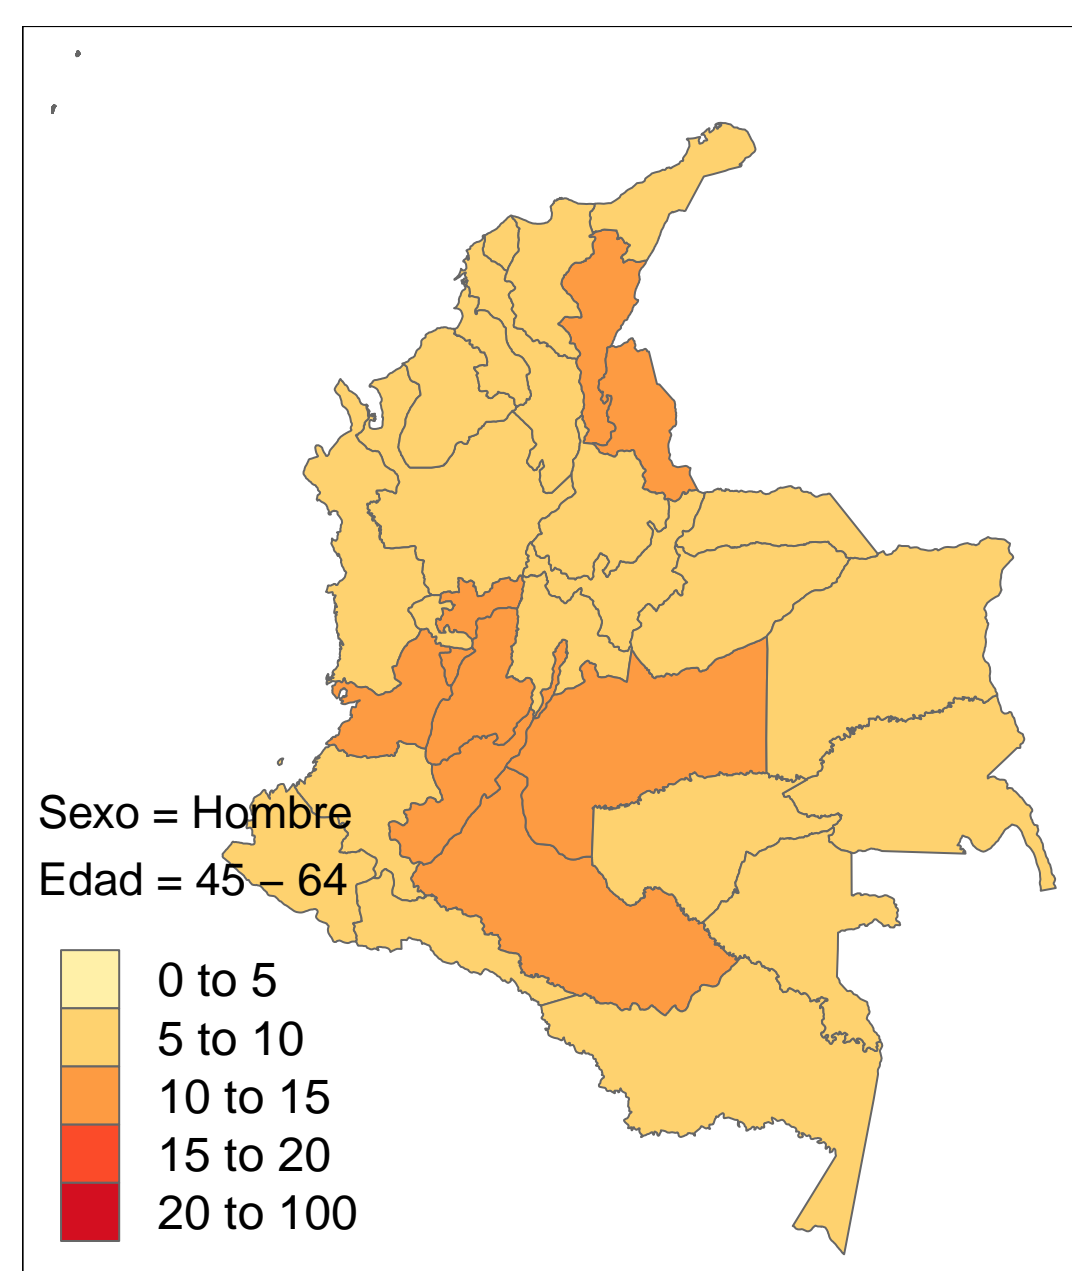 Sexo = Hombre
Edad = 45 – 64
0 to 5
5 to 10
10 to 15
15 to 20
20 to 100